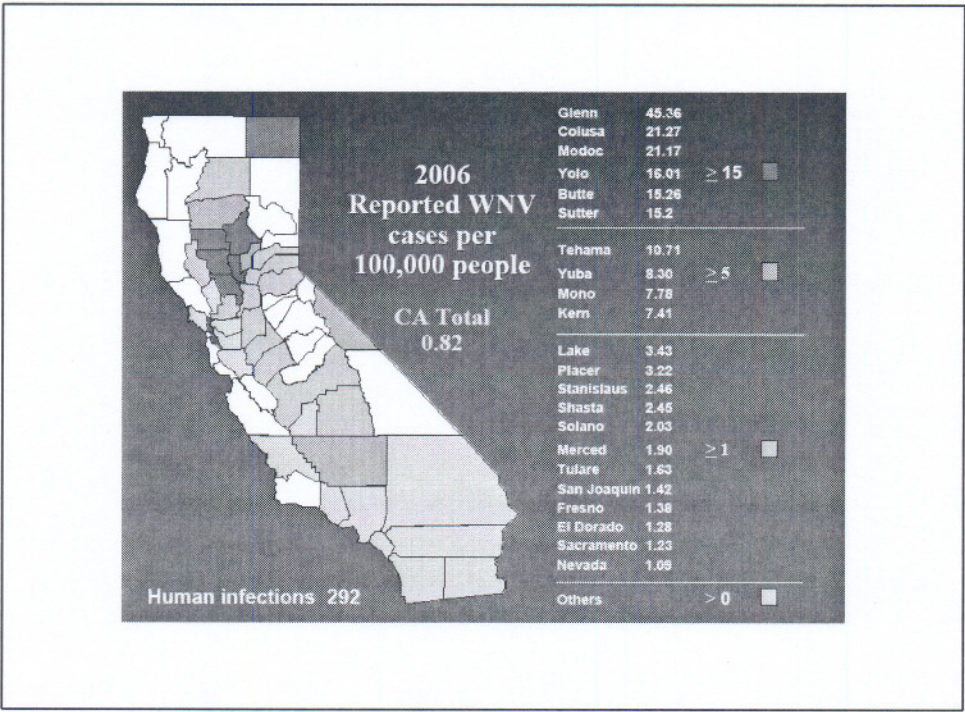 2006
Reported WNV
cases per
100,000 people
CA Total
0.82
Human infections 292
Glenn 45.36
Colusa 21.27
Modoc 21.17
Yolo 16.01 ≥ 15
Butte 15.26
Sutter 15.2
Tehama 10.71
Yuba 8.30 ≥ 5
Mono 7.78
Kern 7.41
Lake 3.43
Placer 3.22
Stanislaus 2.46
Shasta 2.45
Solano 2.03
Merced 1.90 ≥ 1
Tulare 1.63
San Joaquin 1.42
Fresno 1.38
El Dorado 1.28
Sacramento 1.23
Nevada 1.09
Others > 0